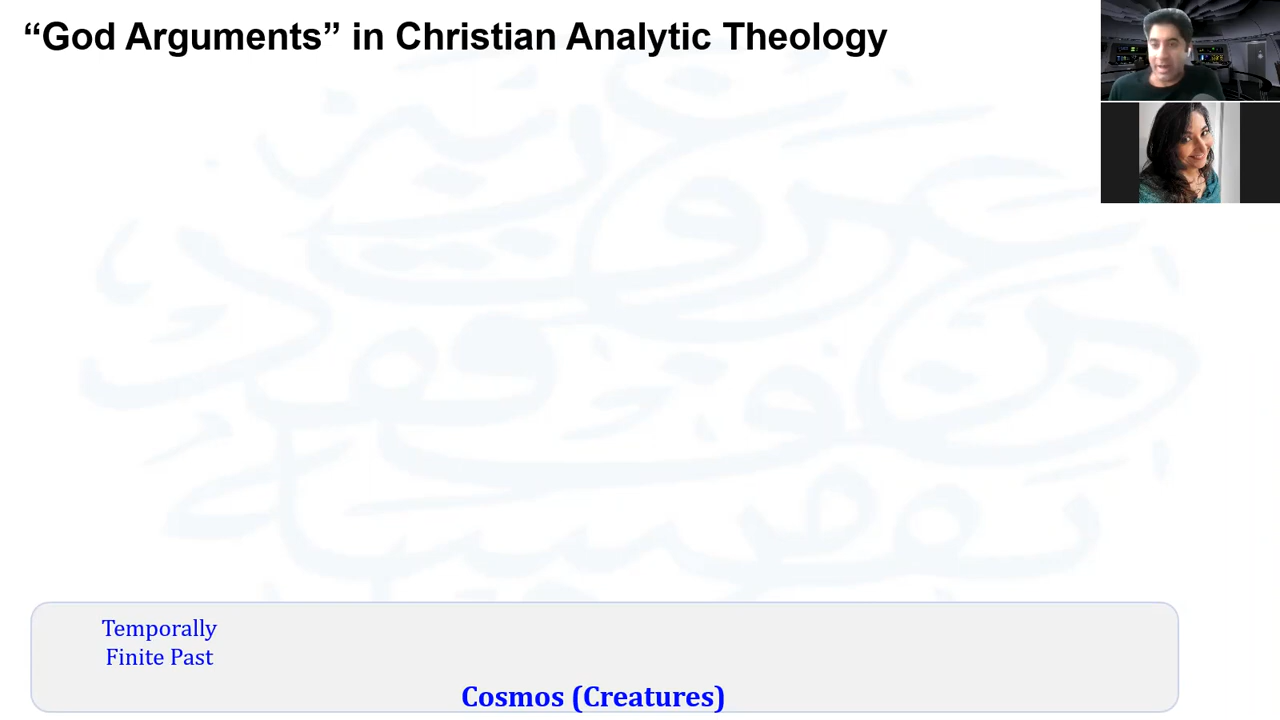 “God Arguments” in Christian Analytic Theology
Temporally
Finite Past
Cosmos (Creatures)